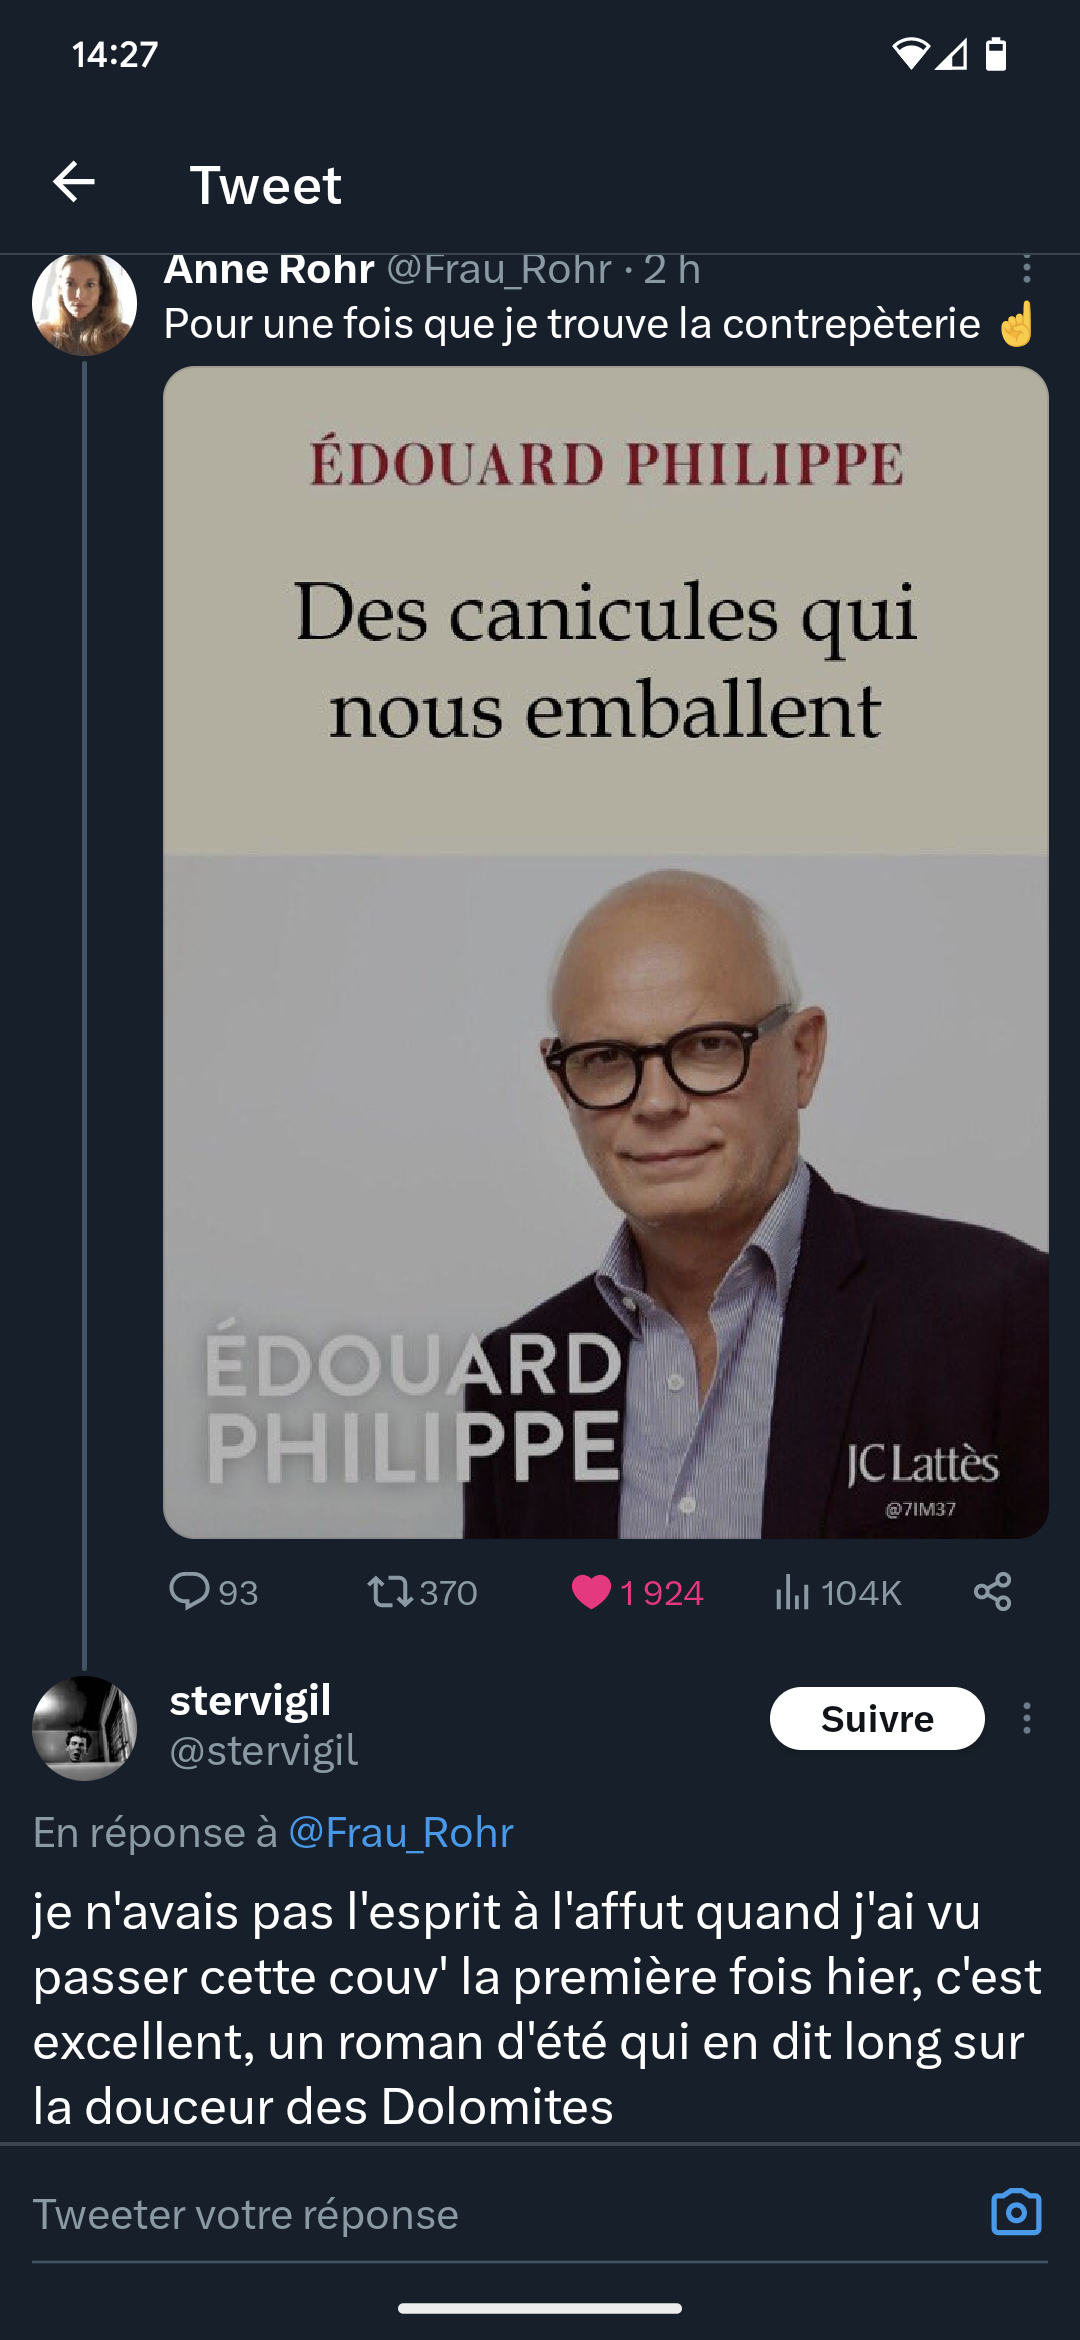 14:27
Tweet
Anne Rohr @Frau_Rohr · 2 h
Pour une fois que je trouve la contrepèterie ☝️
ÉDOUARD PHILIPPE
Des canicules qui
nous emballent
ÉDOUARD
PHILIPPE
JC Lattès
@7IM37
93 370 1 924 104K
stervigil
@stervigil
Suivre
En réponse à @Frau_Rohr
je n'avais pas l'esprit à l'affut quand j'ai vu
passer cette couv' la première fois hier, c'est
excellent, un roman d'été qui en dit long sur
la douceur des Dolomites
Tweeter votre réponse